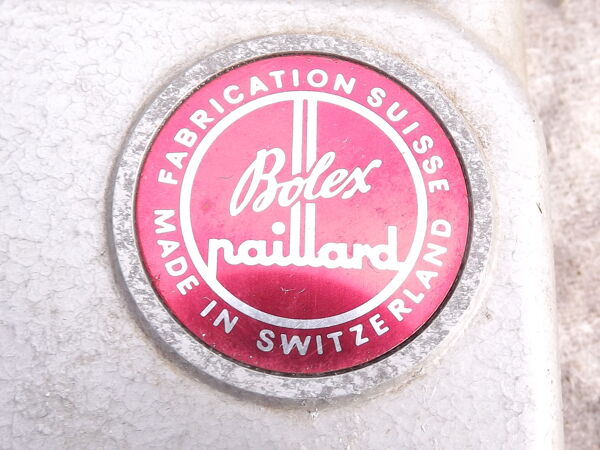 FABRICATION SUISSE
Bolex
paillard
MADE IN SWITZERLAND